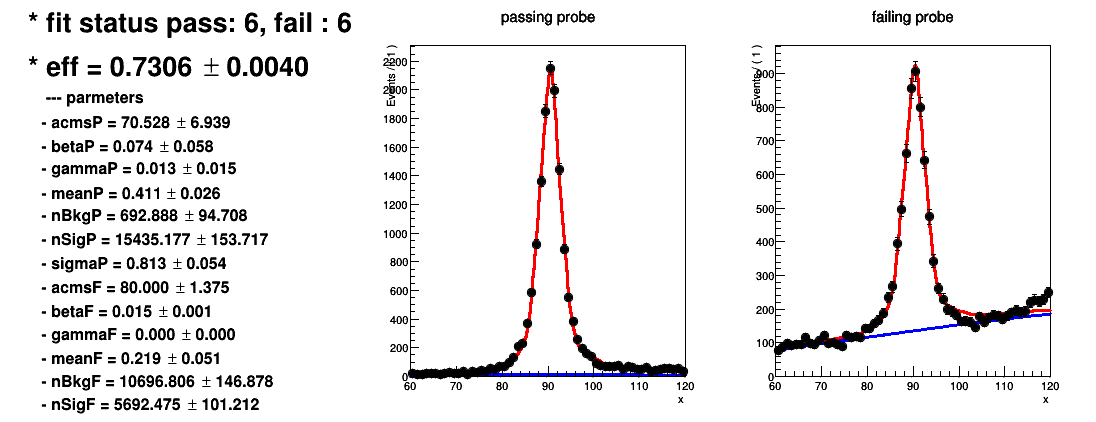 * fit status pass: 6, fail : 6
* eff = 0.7306 ± 0.0040
--- parmeters
- acmsP = 70.528 ± 6.939
- betaP = 0.074 ± 0.058
- gammaP = 0.013 ± 0.015
- meanP = 0.411 ± 0.026
- nBkgP = 692.888 ± 94.708
- nSigP = 15435.177 ± 153.717
- sigmaP = 0.813 ± 0.054
- acmsF = 80.000 ± 1.375
- betaF = 0.015 ± 0.001
- gammaF = 0.000 ± 0.000
- meanF = 0.219 ± 0.051
- nBkgF = 10696.806 ± 146.878
- nSigF = 5692.475 ± 101.212
passing probe
Events / ( 1 )
2200
1800
1600
1400
1200
1000
800
600
400
200
0
60 70 80 90 100 110 120
x
failing probe
Events / ( 1 )
900
800
700
600
500
400
300
200
100
0
60 70 80 90 100 110 120
x